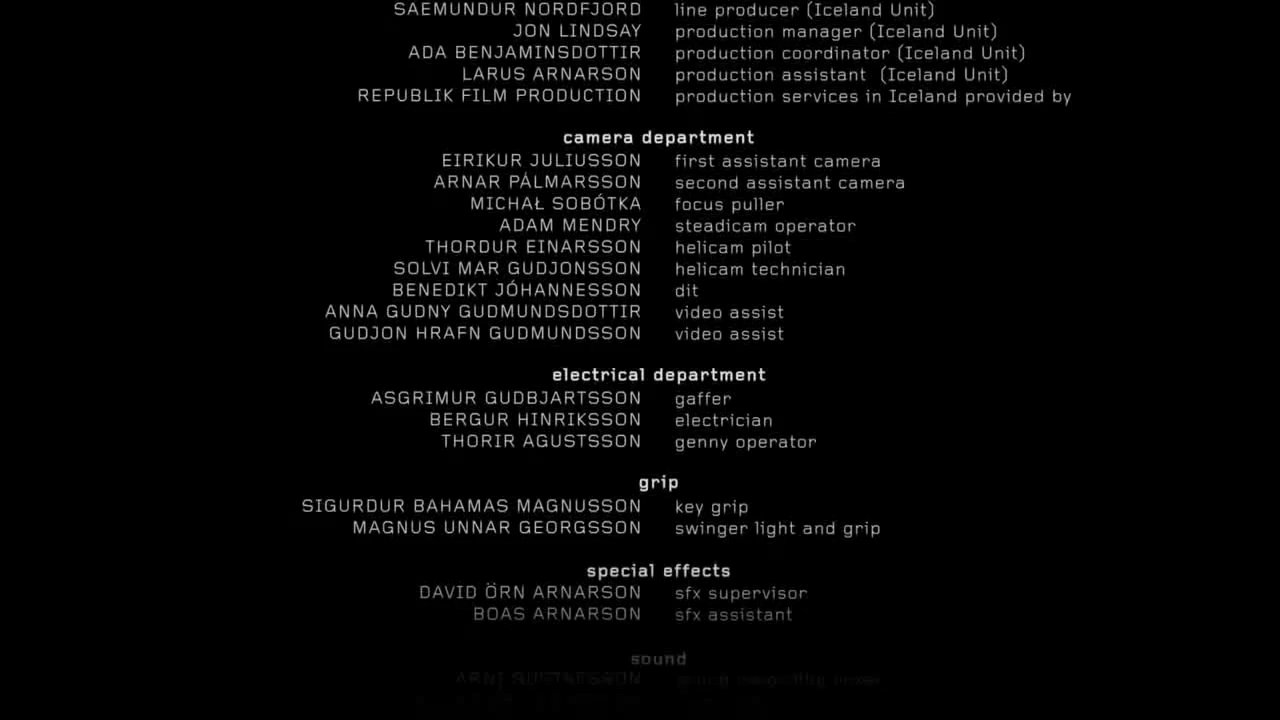 SAEMUNDUR NORDFJORD line producer (Iceland Unit)
JON LINDSAY production manager (Iceland Unit)
ADA BENJAMINSDOTTIR production coordinator (Iceland Unit)
LARUS ARNARSON production assistant (Iceland Unit)
REPUBLIK FILM PRODUCTION production services in Iceland provided by
camera department
EIRIKUR JULIUSSON first assistant camera
ARNAR PÁLMARSSON second assistant camera
MICHAŁ SOBÓTKA focus puller
ADAM MENDRY steadicam operator
THORDUR EINARSSON helicam pilot
SOLVI MAR GUDJONSSON helicam technician
BENEDIKT JÓHANNESSON dit
ANNA GUDNY GUDMUNDSDOTTIR video assist
GUDJON HRAFN GUDMUNDSSON video assist
electrical department
ASGRIMUR GUDBJARTSSON gaffer
BERGUR HINRIKSSON electrician
THORIR AGUSTSSON genny operator
grip
SIGURDUR BAHAMAS MAGNUSSON key grip
MAGNUS UNNAR GEORGSSON swinger light and grip
special effects
DAVID ÖRN ARNARSON sfx supervisor
BOAS ARNARSON sfx assistant
sound